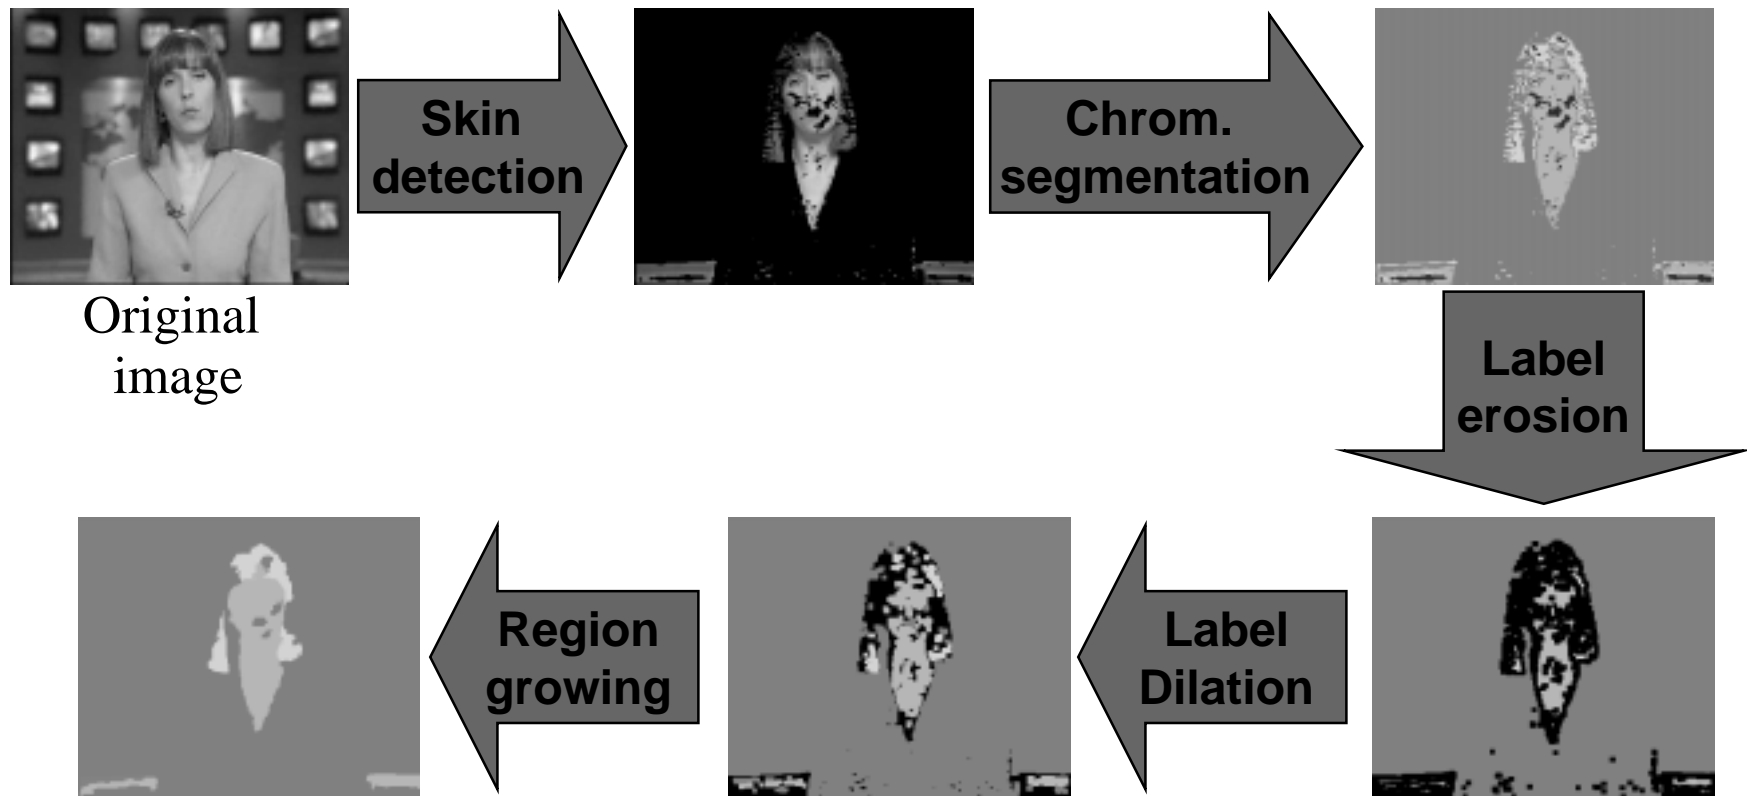 Original
image
Skin
detection
Chrom.
segmentation
Label
erosion
Label
Dilation
Region
growing